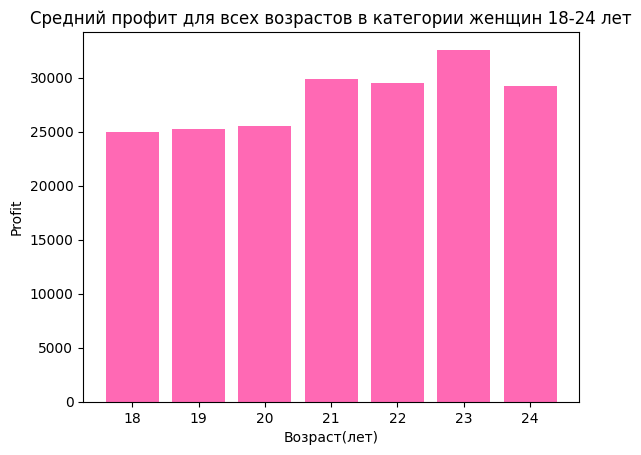 Средний профит для всех возрастов в категории женщин 18-24 лет
30000
25000
20000
15000
10000
5000
0
Profit
18 19 20 21 22 23 24
Возраст(лет)